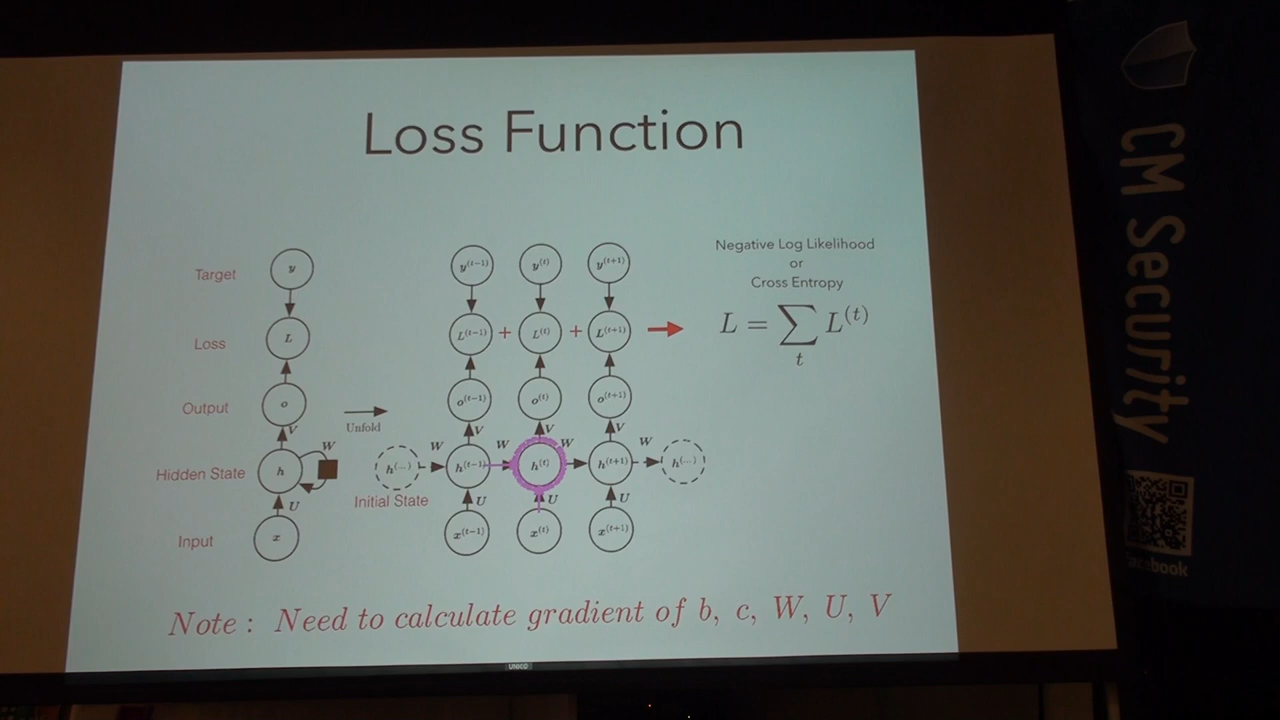 Loss Function
Target
y
y(t-1)
y(t)
y(t+1)
Negative Log Likelihood
or
Cross Entropy
Loss
L
L(t-1) + L(t) + L(t+1)
L = ∑ L(t)
t
Output
o
o(t-1)
o(t)
o(t+1)
Unfold
V
V
V
V
W
W
W
W
W
Hidden State
h
h(...)
h(t-1)
h(t)
h(t+1)
h(...)
Initial State
U
U
U
U
Input
x
x(t-1)
x(t)
x(t+1)
Note : Need to calculate gradient of b, c, W, U, V
CM Security
facebook